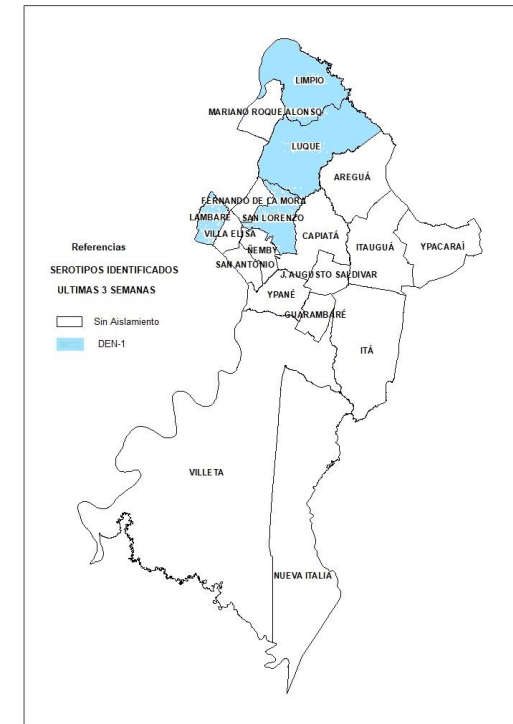 LIMPIO
MARIANO ROQUE ALONSO
LUQUE
AREGUÁ
FERNANDO DE LA MORA
LAMBARÉ
SAN LORENZO
VILLA ELISA
CAPIATÁ
ITAUGUÁ
YPACARAÍ
ÑEMBY
SAN ANTONIO
J. AUGUSTO SALDIVAR
YPANÉ
GUARAMBARÉ
ITÁ
Referencias
SEROTIPOS IDENTIFICADOS
ULTIMAS 3 SEMANAS
Sin Aislamiento
DEN-1
VILLETA
NUEVA ITALIA